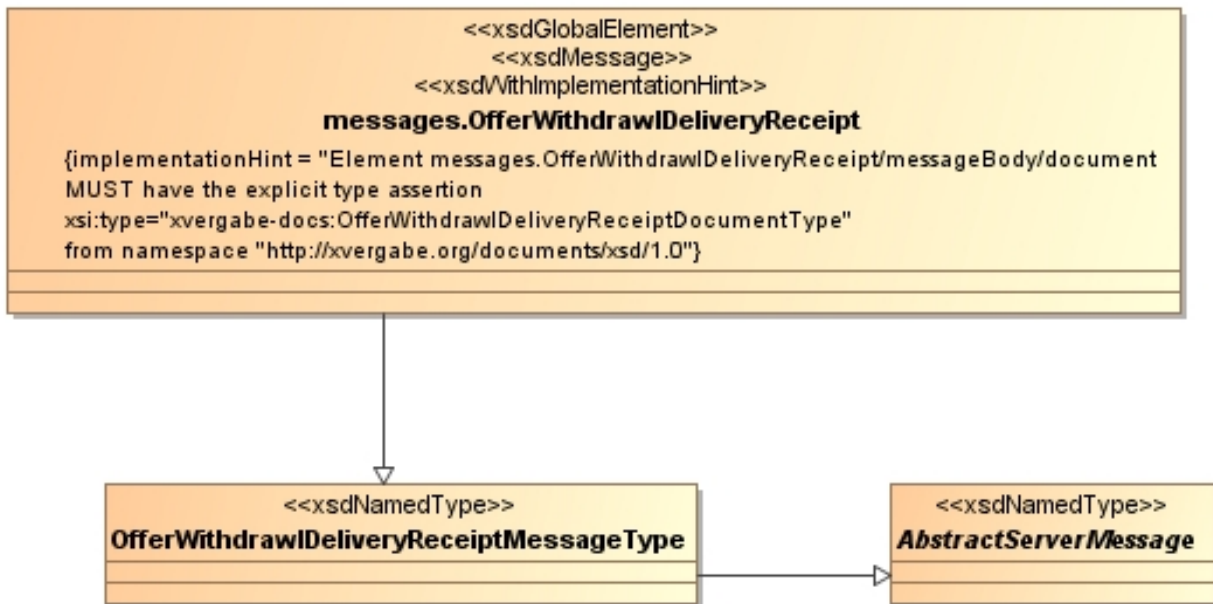 <<xsdGlobalElement>>
<<xsdMessage>>
<<xsdWithImplementationHint>>
messages.OfferWithdrawlDeliveryReceipt
{implementationHint = "Element messages.OfferWithdrawlDeliveryReceipt/messageBody/document
MUST have the explicit type assertion
xsi:type="xvergabe-docs:OfferWithdrawlDeliveryReceiptDocumentType"
from namespace "http://xvergabe.org/documents/xsd/1.0"}
<<xsdNamedType>>
OfferWithdrawlDeliveryReceiptMessageType
<<xsdNamedType>>
AbstractServerMessage